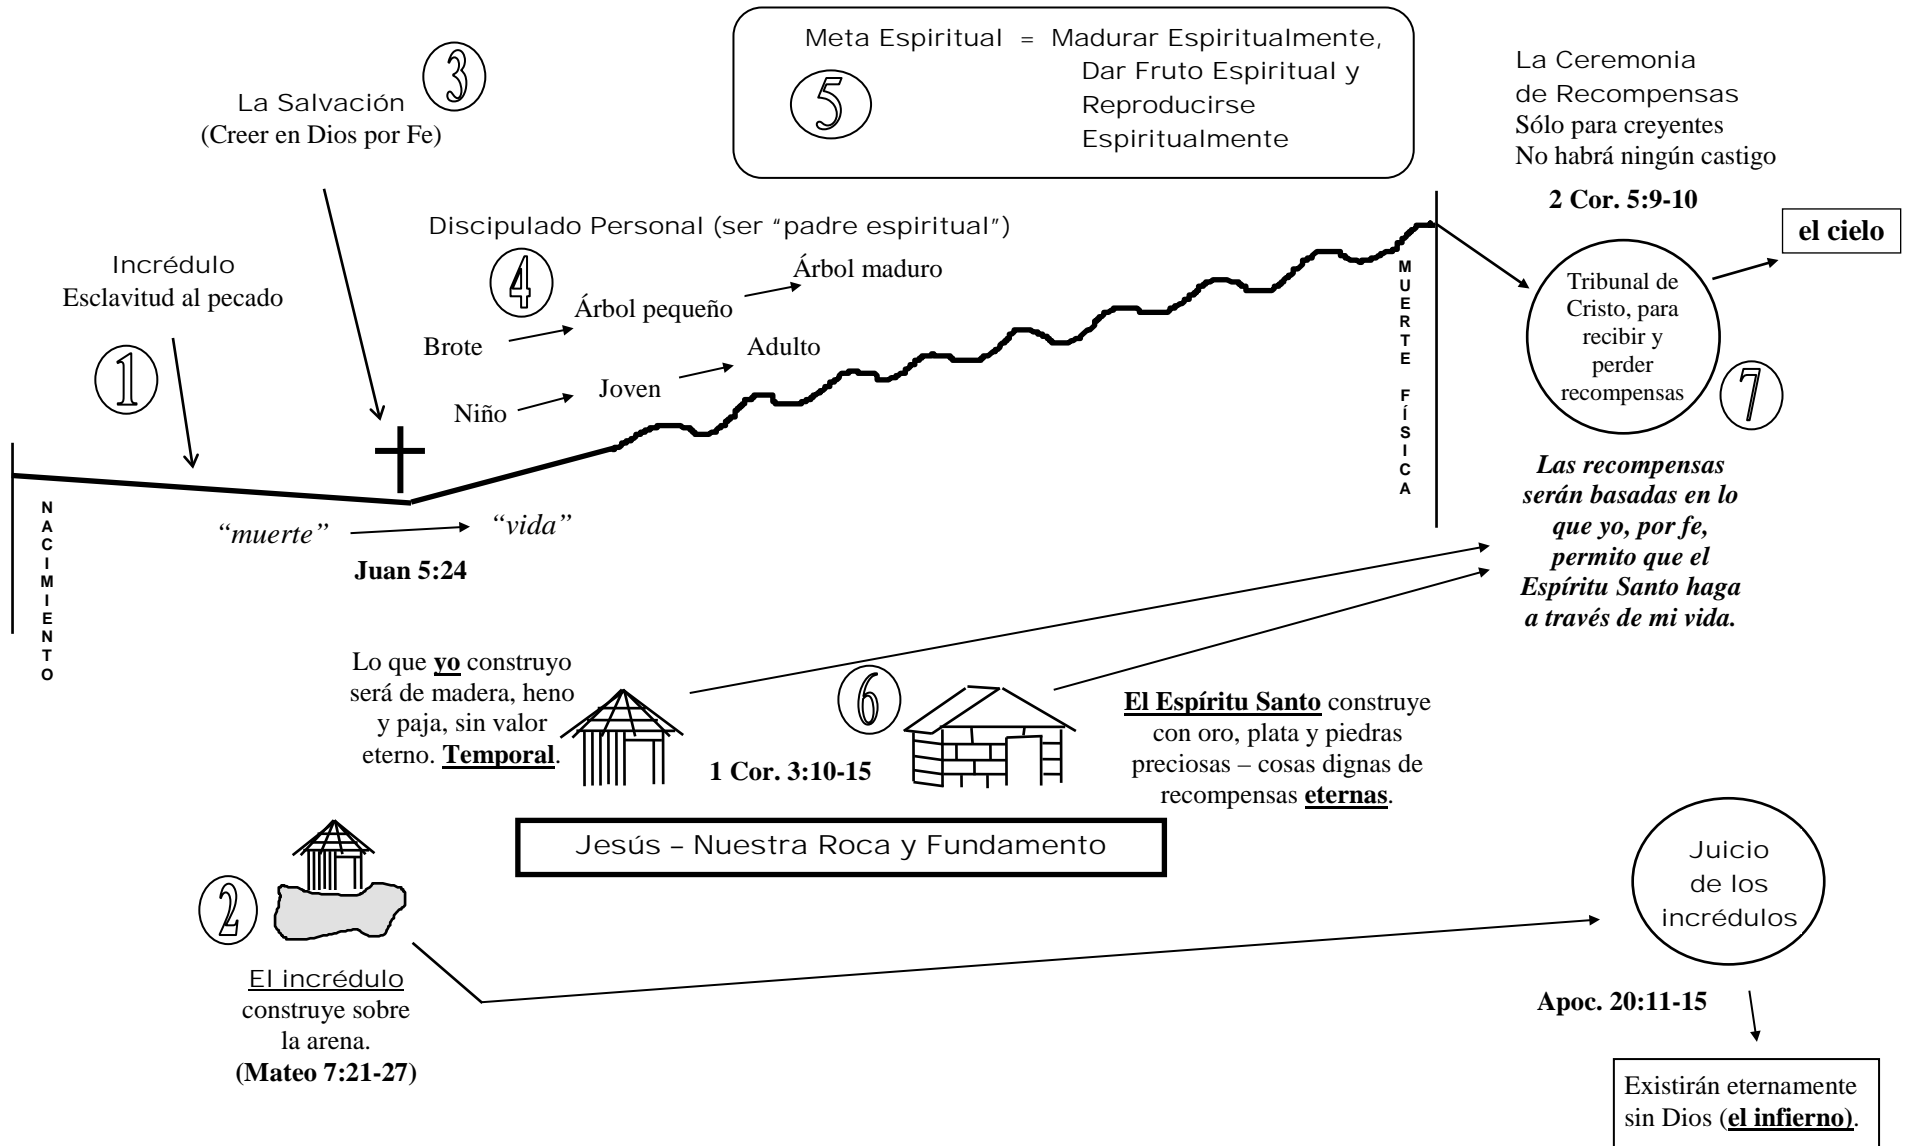 3
La Salvación
(Creer en Dios por Fe)
Meta Espiritual = Madurar Espiritualmente,
Dar Fruto Espiritual y
Reproducirse
Espiritualmente
5
La Ceremonia
de Recompensas
Sólo para creyentes
No habrá ningún castigo
2 Cor. 5:9-10
el cielo
Tribunal de
Cristo, para
recibir y
perder
recompensas
7
Las recompensas
serán basadas en lo
que yo, por fe,
permito que el
Espíritu Santo haga
a través de mi vida.
Discipulado Personal (ser “padre espiritual”)
4
Brote
Árbol pequeño
Árbol maduro
Niño
Joven
Adulto
Incrédulo
Esclavitud al pecado
1
NACIMIENTO
MUERTE FÍSICA
“muerte”
“vida”
Juan 5:24
Lo que yo construyo
será de madera, heno
y paja, sin valor
eterno. Temporal.
6
1 Cor. 3:10-15
El Espíritu Santo construye
con oro, plata y piedras
preciosas – cosas dignas de
recompensas eternas.
Jesús – Nuestra Roca y Fundamento
2
El incrédulo
construye sobre
la arena.
(Mateo 7:21-27)
Juicio
de los
incrédulos
Apoc. 20:11-15
Existirán eternamente
sin Dios (el infierno).